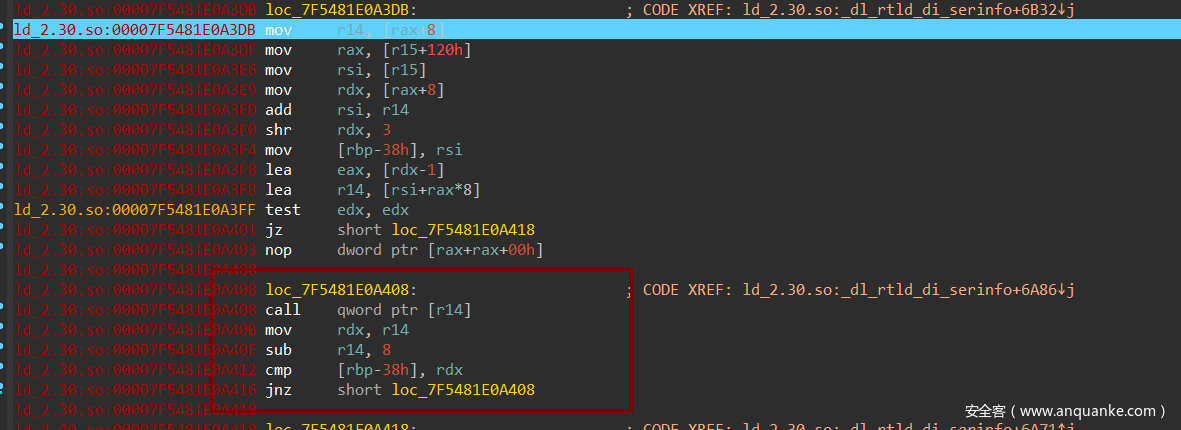 ld_2.30.so:00007F5481E0A3DB loc_7F5481E0A3DB: ; CODE XREF: ld_2.30.so:_dl_rtld_di_serinfo+6B32↓j
ld_2.30.so:00007F5481E0A3DB mov r14, [rax+8]
ld_2.30.so:00007F5481E0A3DF mov rax, [r15+120h]
ld_2.30.so:00007F5481E0A3E6 mov rsi, [r15]
ld_2.30.so:00007F5481E0A3E9 mov rdx, [rax+8]
ld_2.30.so:00007F5481E0A3ED add rsi, r14
ld_2.30.so:00007F5481E0A3F0 shr rdx, 3
ld_2.30.so:00007F5481E0A3F4 mov [rbp-38h], rsi
ld_2.30.so:00007F5481E0A3F8 lea eax, [rdx-1]
ld_2.30.so:00007F5481E0A3FB lea r14, [rsi+rax*8]
ld_2.30.so:00007F5481E0A3FF test edx, edx
ld_2.30.so:00007F5481E0A401 jz short loc_7F5481E0A418
ld_2.30.so:00007F5481E0A403 nop dword ptr [rax+rax+00h]
ld_2.30.so:00007F5481E0A408
ld_2.30.so:00007F5481E0A408 loc_7F5481E0A408: ; CODE XREF: ld_2.30.so:_dl_rtld_di_serinfo+6A86↓j
ld_2.30.so:00007F5481E0A408 call qword ptr [r14]
ld_2.30.so:00007F5481E0A40B mov rdx, r14
ld_2.30.so:00007F5481E0A40E sub r14, 8
ld_2.30.so:00007F5481E0A412 cmp [rbp-38h], rdx
ld_2.30.so:00007F5481E0A416 jnz short loc_7F5481E0A408
ld_2.30.so:00007F5481E0A418
安全客（www.anquanke.com）
ld_2.30.so:00007F5481E0A418 loc_7F5481E0A418: ; CODE XREF: ld_2.30.so:_dl_rtld_di_serinfo+6A71↑j